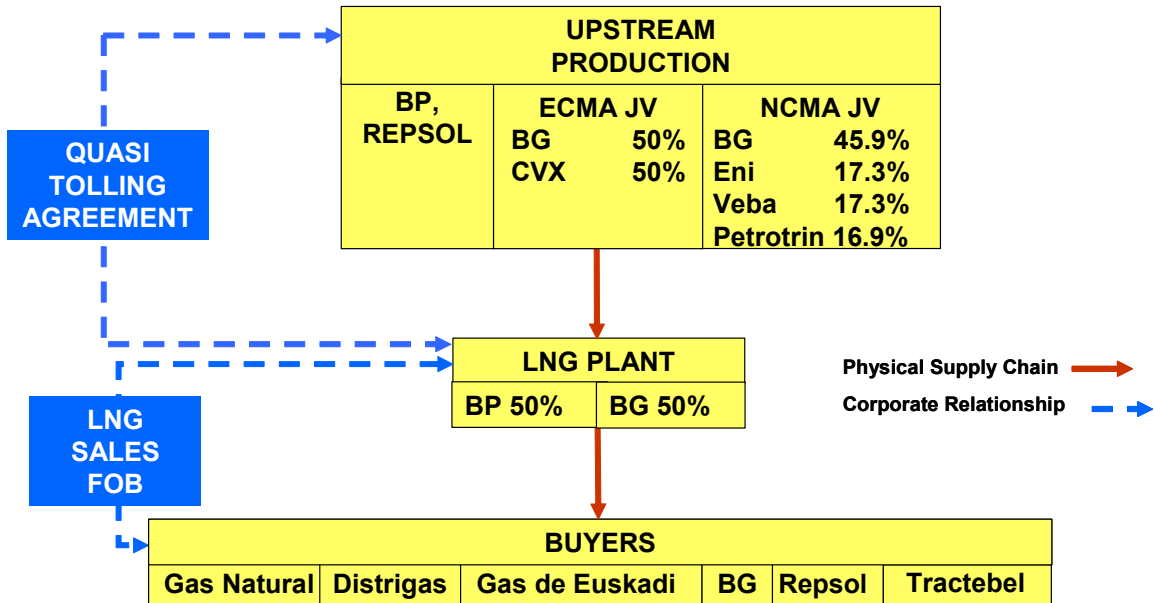 UPSTREAM
PRODUCTION
BP,
REPSOL
ECMA JV
BG 50%
CVX 50%
NCMA JV
BG 45.9%
Eni 17.3%
Veba 17.3%
Petrotrin 16.9%
QUASI
TOLLING
AGREEMENT
LNG PLANT
BP 50% BG 50%
Physical Supply Chain
Corporate Relationship
LNG
SALES
FOB
BUYERS
Gas Natural Distrigas Gas de Euskadi BG Repsol Tractebel